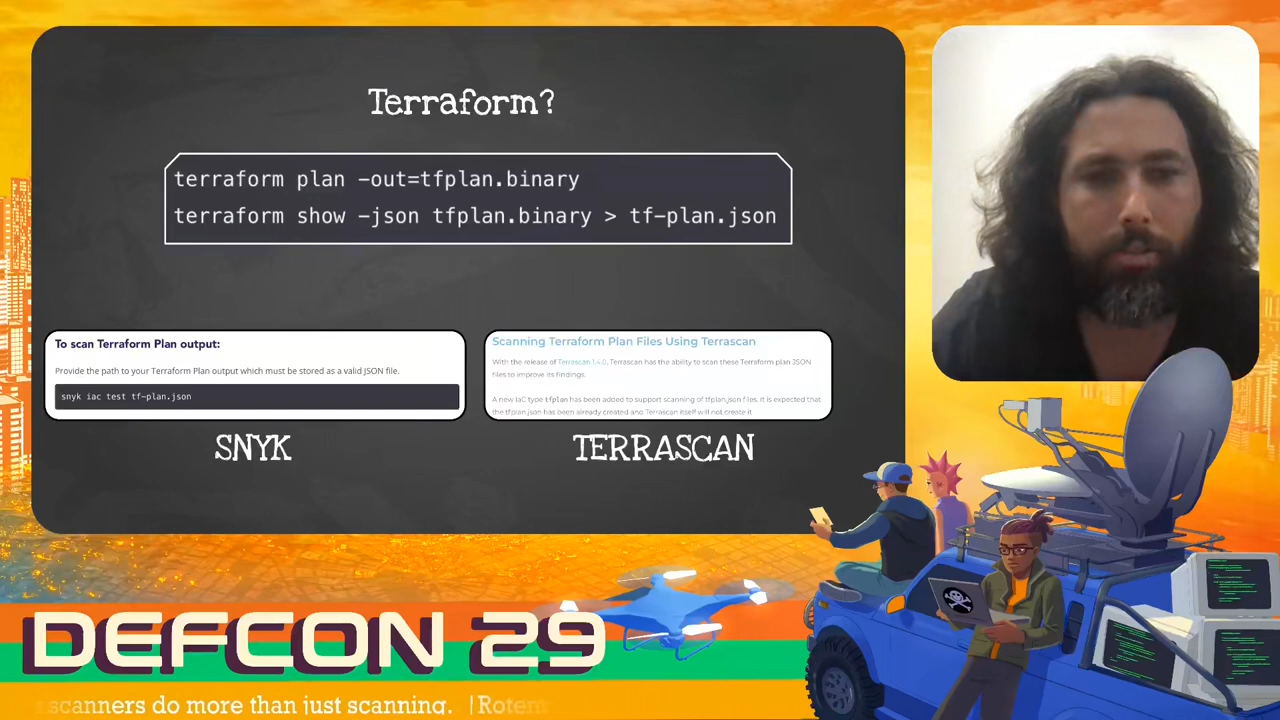 Terraform?
terraform plan -out=tfplan.binary
terraform show -json tfplan.binary > tf-plan.json
To scan Terraform Plan output:
Provide the path to your Terraform Plan output which must be stored as a valid JSON file.
snyk iac test tf-plan.json
SNYK
Scanning Terraform Plan Files Using Terrascan
With the release of Terrascan 1.4.0, Terrascan has the ability to scan these Terraform plan JSON
files to improve its findings.
A new IaC type tfplan has been added to support scanning of tfplan.json files. It is expected that
the tfplan.json has been already created and Terrascan itself will not create it
TERRASCAN
DEFCON 29
scanners do more than just scanning. | Rotem